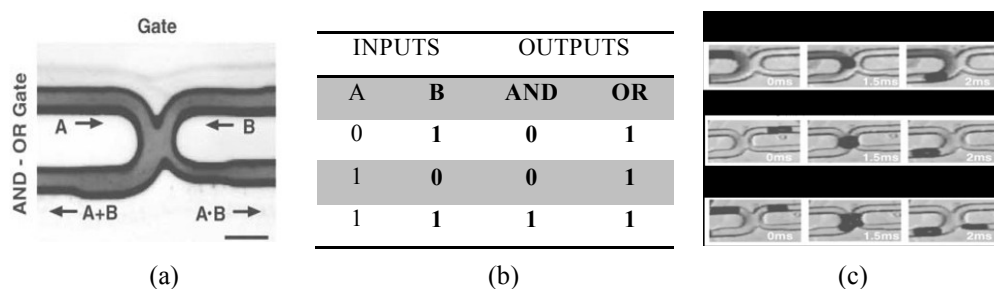 Gate
AND - OR Gate
A
B
A+B
A·B
INPUTS OUTPUTS
A B AND OR
0 1 0 1
1 0 0 1
1 1 1 1
0ms 1.5ms 2ms
0ms 1.5ms 2ms
0ms 1.5ms 2ms
(a) (b) (c)